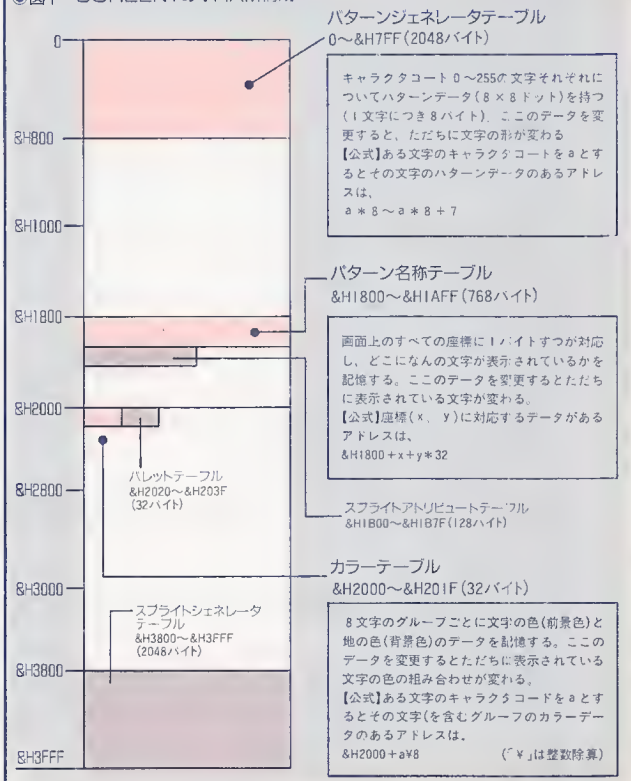 パターンジェネレータテーブル
0～&H7FF(2048バイト)
キャラクタコード0～255の文字それぞれに
ついてパターンデータ(8×8ドット)を持つ
(1文字につき8バイト)。ここのデータを変
更すると、ただちに文字の形が変わる
【公式】ある文字のキャラクタコードをaとす
るとその文字のパターンデータのあるアドレ
スは、
a＊8～a＊8＋7
0
&H800
&H1000
&H1800
&H2000
&H2800
&H3000
&H3800
&H3FFF
パターン名称テーブル
&H1800～&H1AFF(768バイト)
画面上のすべての座標に1バイトずつが対応
し、どこになんの文字が表示されているかを
記憶する。ここのデータを変更するとただち
に表示されている文字が変わる。
【公式】座標(x、y)に対応するデータがある
アドレスは、
&H1800+x+y*32
パレットテーブル
&H2020～&H203F
(32バイト)
スプライトアトリビュートテーブル
&H1B00～&H1B7F(128バイト)
カラーテーブル
&H2000～&H201F(32バイト)
8文字のグループごとに文字の色(前景色)と
地の色(背景色)のデータを記憶する。ここの
データを変更するとただちに表示されている
文字の色の組み合わせが変わる。
【公式】ある文字のキャラクタコードをaとす
るとその文字(を含むグループのカラーデー
タのあるアドレスは、
&H2000+a¥8 (「¥」は整数除算)
スプライトジェネレータ
テーブル
&H3800～&H3FFF
(2048バイト)